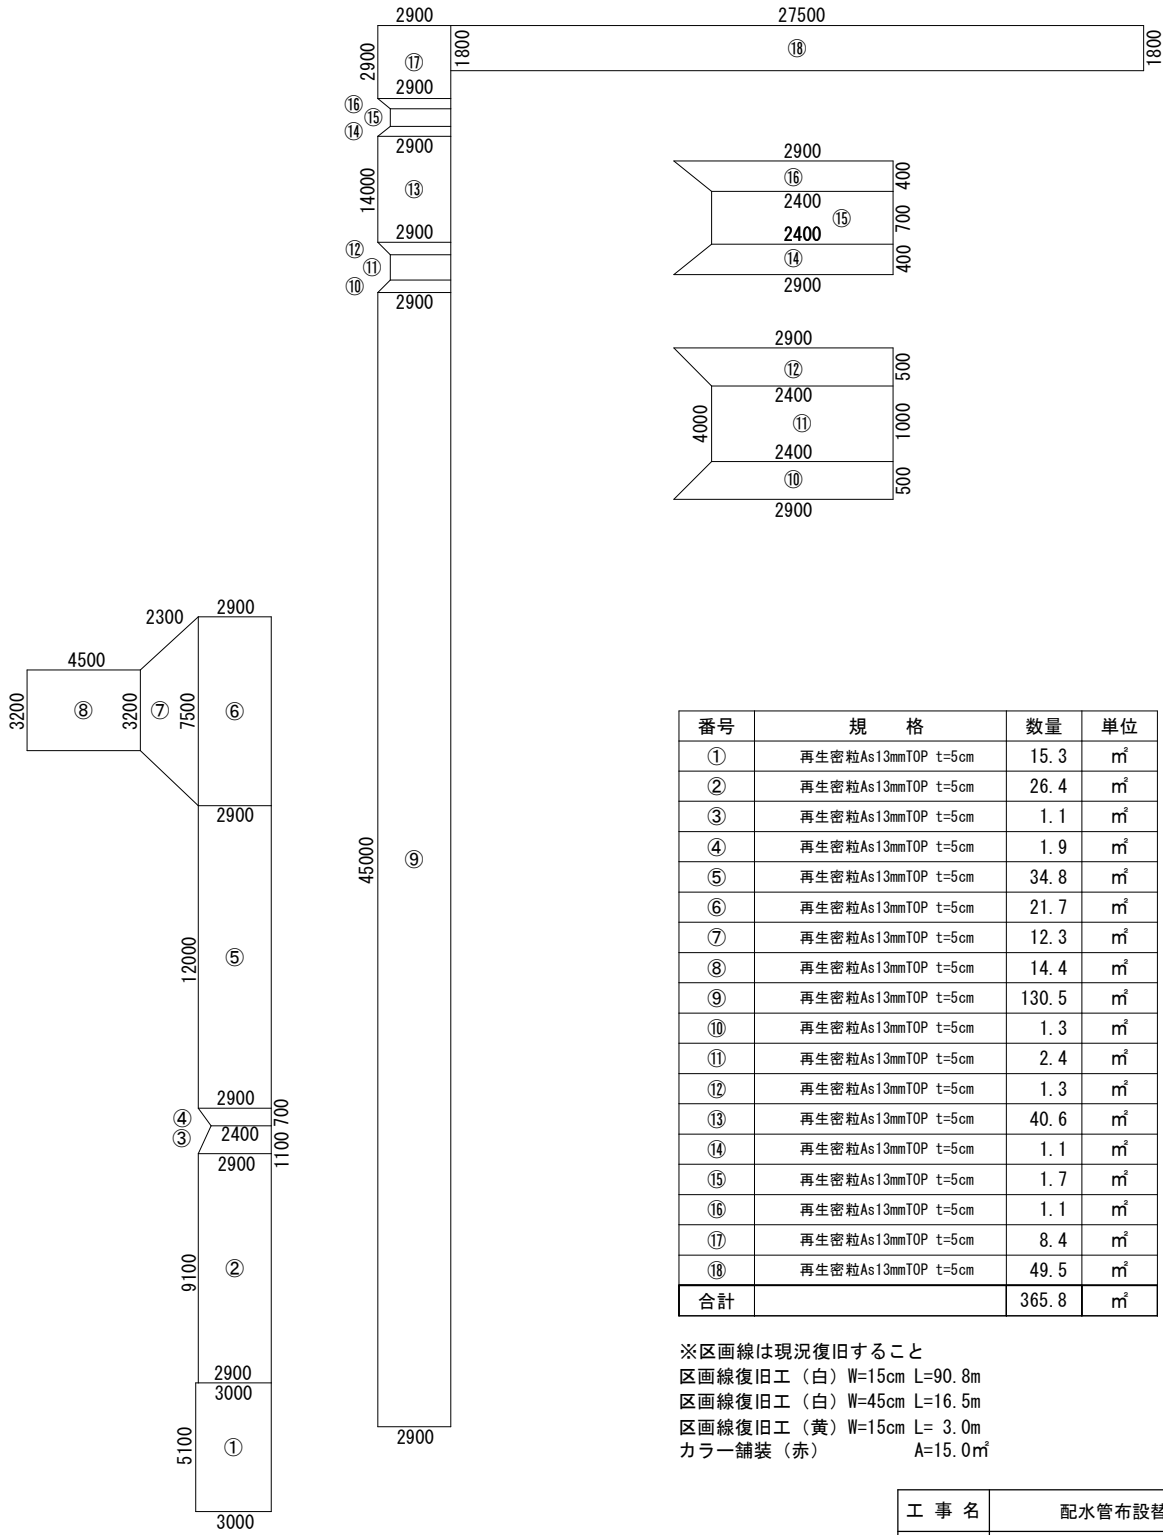 2900
27500
2900
⑰
1800
⑱
1800
2900
⑯
⑮
⑭
2900
14000
⑬
2900
⑫
⑪
⑩
2900
2900
⑯
400
2400
⑮
700
2400
⑭
400
2900
2900
⑫
500
2400
4000
⑪
1000
2400
⑩
500
2900
2300
2900
4500
3200
⑧
3200
⑦
7500
⑥
2900
12000
⑤
2900
④
700
③
2400
1100
2900
9100
②
2900
3000
5100
①
3000
45000
⑨
2900
番号 規 格 数量 単位
① 再生密粒As13mmTOP t=5cm 15.3 ㎡
② 再生密粒As13mmTOP t=5cm 26.4 ㎡
③ 再生密粒As13mmTOP t=5cm 1.1 ㎡
④ 再生密粒As13mmTOP t=5cm 1.9 ㎡
⑤ 再生密粒As13mmTOP t=5cm 34.8 ㎡
⑥ 再生密粒As13mmTOP t=5cm 21.7 ㎡
⑦ 再生密粒As13mmTOP t=5cm 12.3 ㎡
⑧ 再生密粒As13mmTOP t=5cm 14.4 ㎡
⑨ 再生密粒As13mmTOP t=5cm 130.5 ㎡
⑩ 再生密粒As13mmTOP t=5cm 1.3 ㎡
⑪ 再生密粒As13mmTOP t=5cm 2.4 ㎡
⑫ 再生密粒As13mmTOP t=5cm 1.3 ㎡
⑬ 再生密粒As13mmTOP t=5cm 40.6 ㎡
⑭ 再生密粒As13mmTOP t=5cm 1.1 ㎡
⑮ 再生密粒As13mmTOP t=5cm 1.7 ㎡
⑯ 再生密粒As13mmTOP t=5cm 1.1 ㎡
⑰ 再生密粒As13mmTOP t=5cm 8.4 ㎡
⑱ 再生密粒As13mmTOP t=5cm 49.5 ㎡
合計 365.8 ㎡
※区画線は現況復旧すること
区画線復旧工（白）W=15cm L=90.8m
区画線復旧工（白）W=45cm L=16.5m
区画線復旧工（黄）W=15cm L= 3.0m
カラー舗装（赤） A=15.0㎡
工 事 名 配水管布設替